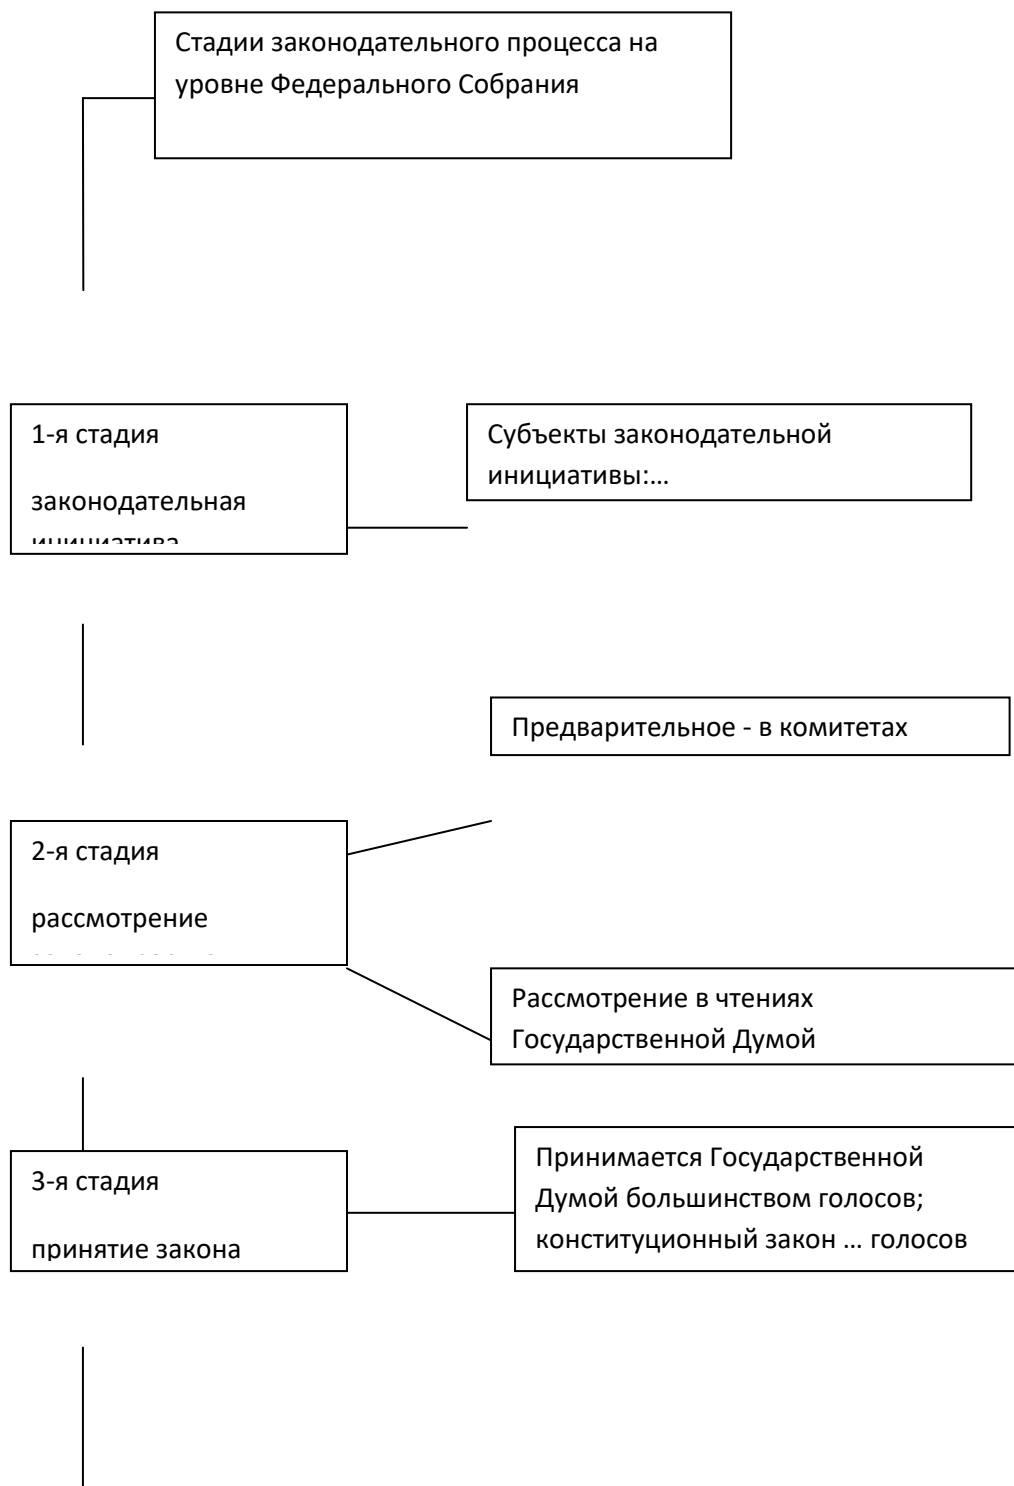 Стадии законодательного процесса на
уровне Федерального Собрания
1-я стадия
законодательная
инициатива
Субъекты законодательной
инициативы:...
Предварительное - в комитетах
2-я стадия
рассмотрение
Рассмотрение в чтениях
Государственной Думой
3-я стадия
принятие закона
Принимается Государственной
Думой большинством голосов;
конституционный закон ... голосов